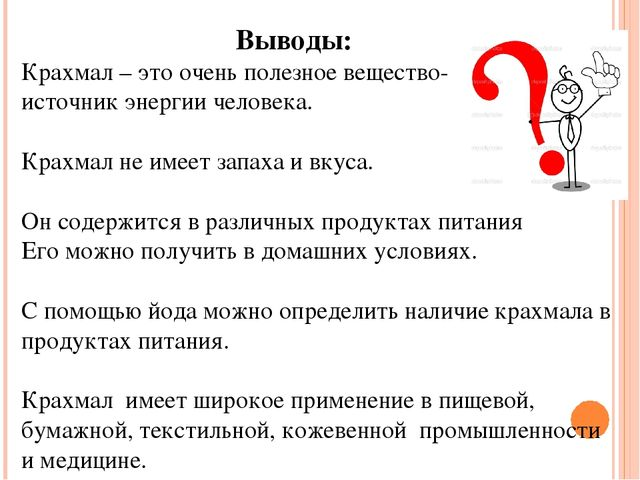 Выводы:
Крахмал – это очень полезное вещество-
источник энергии человека.
Крахмал не имеет запаха и вкуса.
Он содержится в различных продуктах питания
Его можно получить в домашних условиях.
С помощью йода можно определить наличие крахмала в
продуктах питания.
Крахмал имеет широкое применение в пищевой,
бумажной, текстильной, кожевенной промышленности
и медицине.